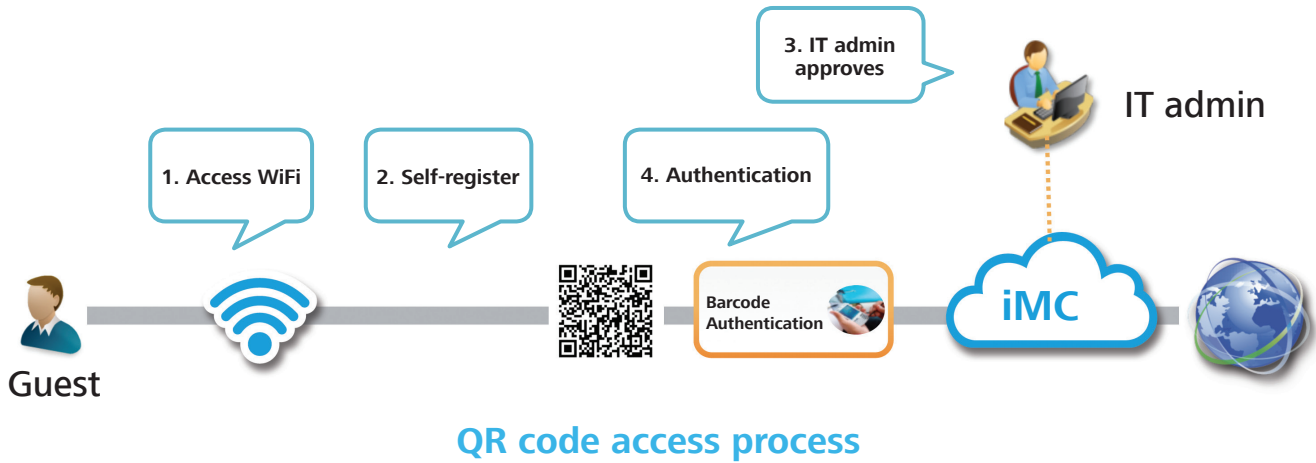 3. IT admin
approves
IT admin
1. Access WiFi
2. Self-register
4. Authentication
Barcode
Authentication
iMC
Guest
QR code access process